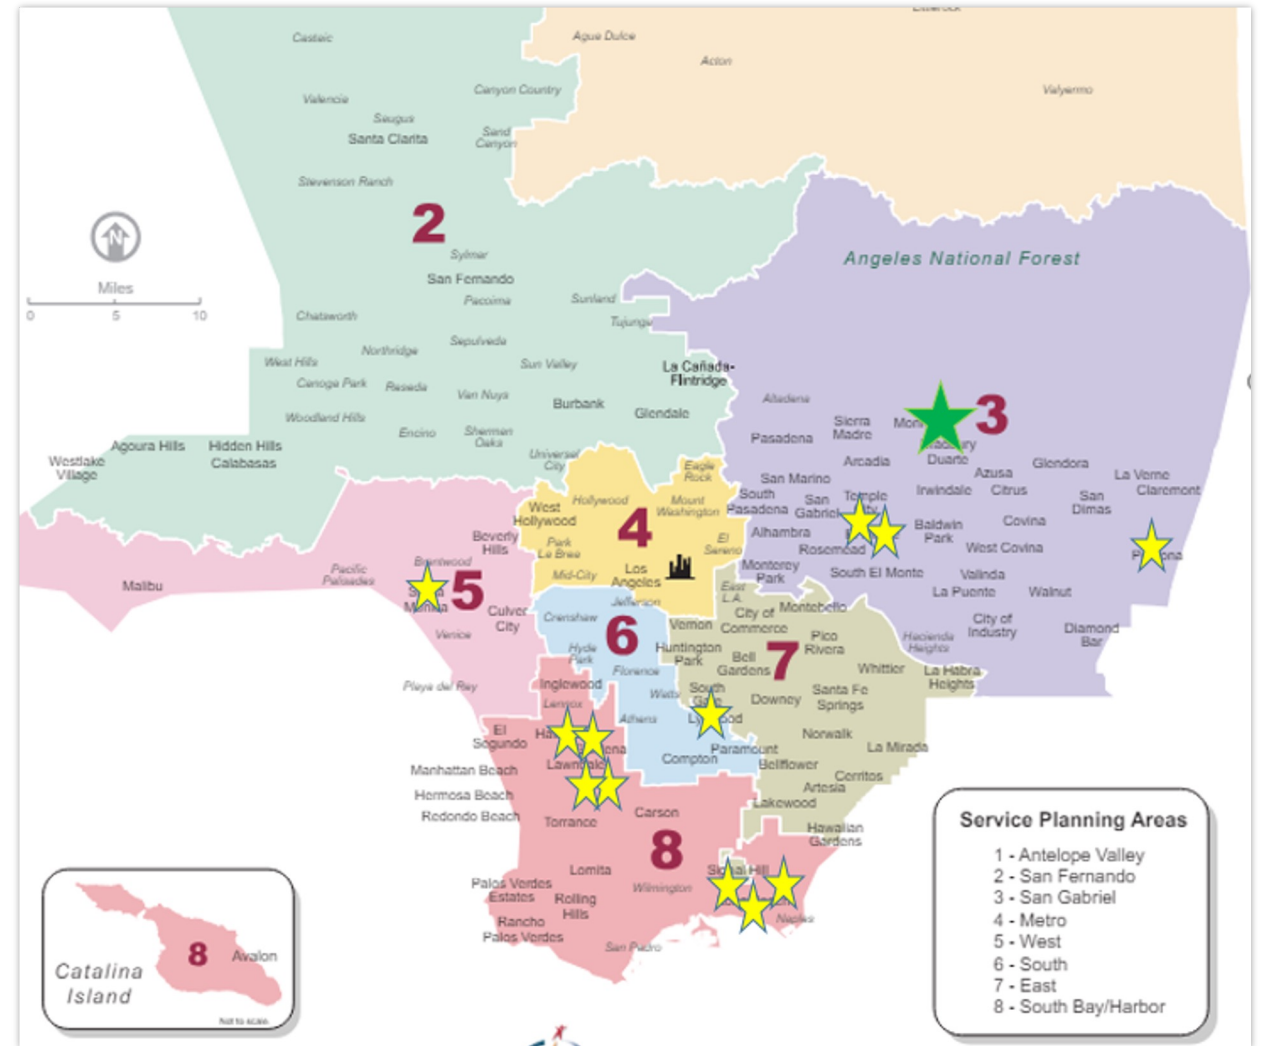 Castaic
Agua Dulce
Acton
Canyon Country
Valencia
Valyermo
Saugus
Santa Clarita
Sand
Canyon
Stevenson Ranch
2
N
Sylmar
San Fernando
Angeles National Forest
Miles
0 5 10
Pacoima
Sunland
Chatsworth
Tujunga
Sepulveda
Northridge
West Hills
Sun Valley
La Cañada-
Flintridge
Canoga Park
Reseda
Van Nuys
Burbank
Glendale
Altadena
Woodland Hills
Encino
Sherman
Oaks
Sierra
Madre
3
Pasadena
Agoura Hills
Hidden Hills
Calabasas
Westlake
Village
Universal
City
Eagle
Rock
Arcadia
Duarte
Azusa
Glendora
La Verne
Claremont
San Marino
South
Pasadena
San
Temple
Irwindale
Citrus
San
Dimas
Hollywood
Mount
Washington
West
Hollywood
4
Beverly
Hills
Park
La Brea
El
Sereno
Alhambra
Rosemead
Baldwin
Park
Covina
West Covina
Brentwood
Pacific
Palisades
5
Mid-City
Los
Angeles
Monterey
Park
South El Monte
Valinda
La Puente
Walnut
Malibu
Culver
City
Venice
Jefferson
Crenshaw
6
East
L.A.
City of
Commerce
Montebello
Vernon
Pico
Rivera
Hacienda
Heights
City of
Industry
Diamond
Bar
Hyde
Park
Huntington
Park
Bell
Gardens
7
Whittier
La Habra
Heights
Florence
Playa del Rey
Inglewood
Lennox
Watts
South
Downey
Santa Fe
Springs
Athens
El
Segundo
Norwalk
La Mirada
Paramount
Compton
Bellflower
Manhattan Beach
Cerritos
Artesia
Hermosa Beach
Redondo Beach
Torrance
Carson
Lakewood
Hawaiian
Gardens
8
Lomita
Wilmington
Palos Verdes
Estates
Rolling
Hills
Rancho
Palos Verdes
San Pedro
Naples
Service Planning Areas
1 - Antelope Valley
2 - San Fernando
3 - San Gabriel
4 - Metro
5 - West
6 - South
7 - East
8 - South Bay/Harbor
8
Avalon
Catalina
Island
Not to scale